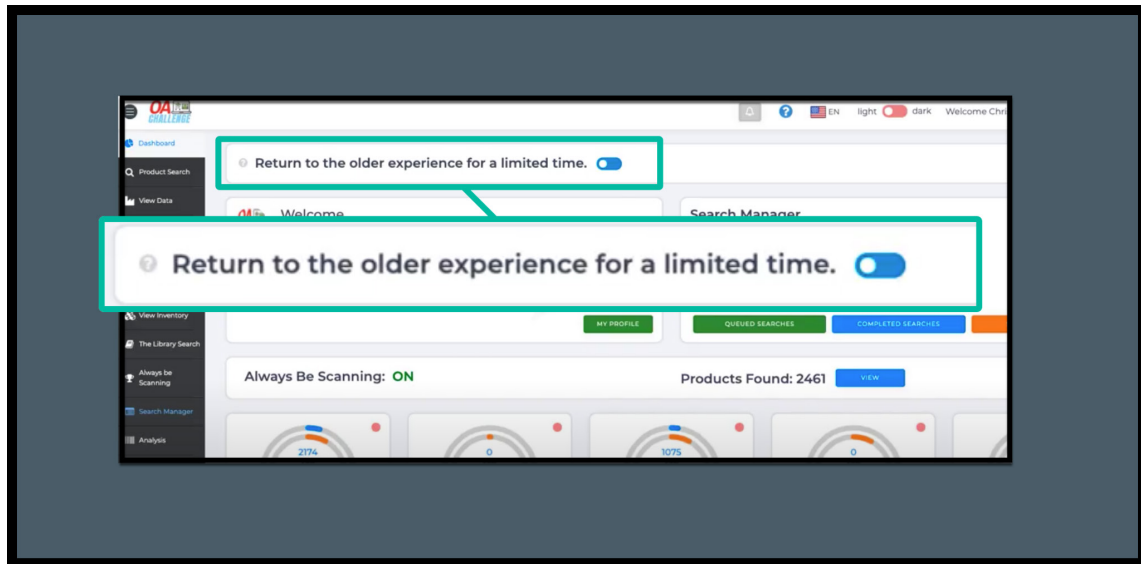 OA
CHALLENGE
EN light dark Welcome Chri
Dashboard
Product Search
View Data
Return to the older experience for a limited time.
Welcome
Search Manager
Return to the older experience for a limited time.
View Inventory
The Library Search
Always be
Scanning
Search Manager
Analysis
MY PROFILE
QUEUED SEARCHES
COMPLETED SEARCHES
Always Be Scanning: ON
Products Found: 2461
VIEW
2174
0
1075
0